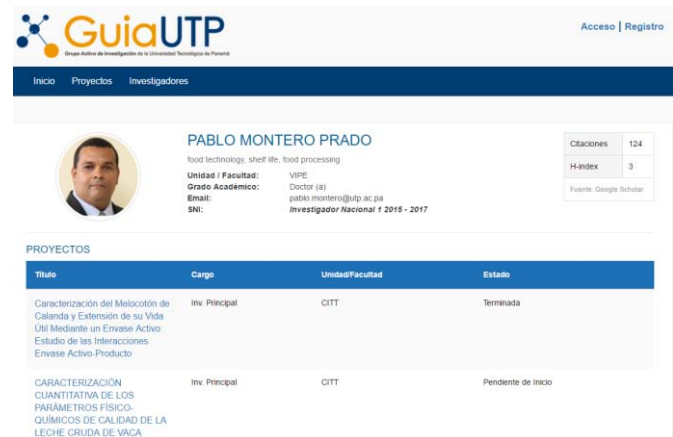 GuiaUTP
Grupo Activo de Investigación de la Universidad Tecnológica de Panamá
Acceso | Registro
Inicio Proyectos Investigadores
PABLO MONTERO PRADO
food technology, shelf life, food processing
Unidad / Facultad: VIPE
Grado Académico: Doctor (a)
Email: pablo.montero@utp.ac.pa
SNI: Investigador Nacional 1 2015 - 2017
Citaciones 124
H-index 3
Fuente: Google Scholar
PROYECTOS
Título Cargo Unidad/Facultad Estado
Caracterización del Melocotón de Inv. Principal CITT Terminada
Calanda y Extensión de su Vida
Útil Mediante un Envase Activo:
Estudio de las Interacciones
Envase Activo-Producto
CARACTERIZACIÓN Inv. Principal CITT Pendiente de Inicio
CUANTITATIVA DE LOS
PARÁMETROS FÍSICO-
QUÍMICOS DE CALIDAD DE LA
LECHE CRUDA DE VACA